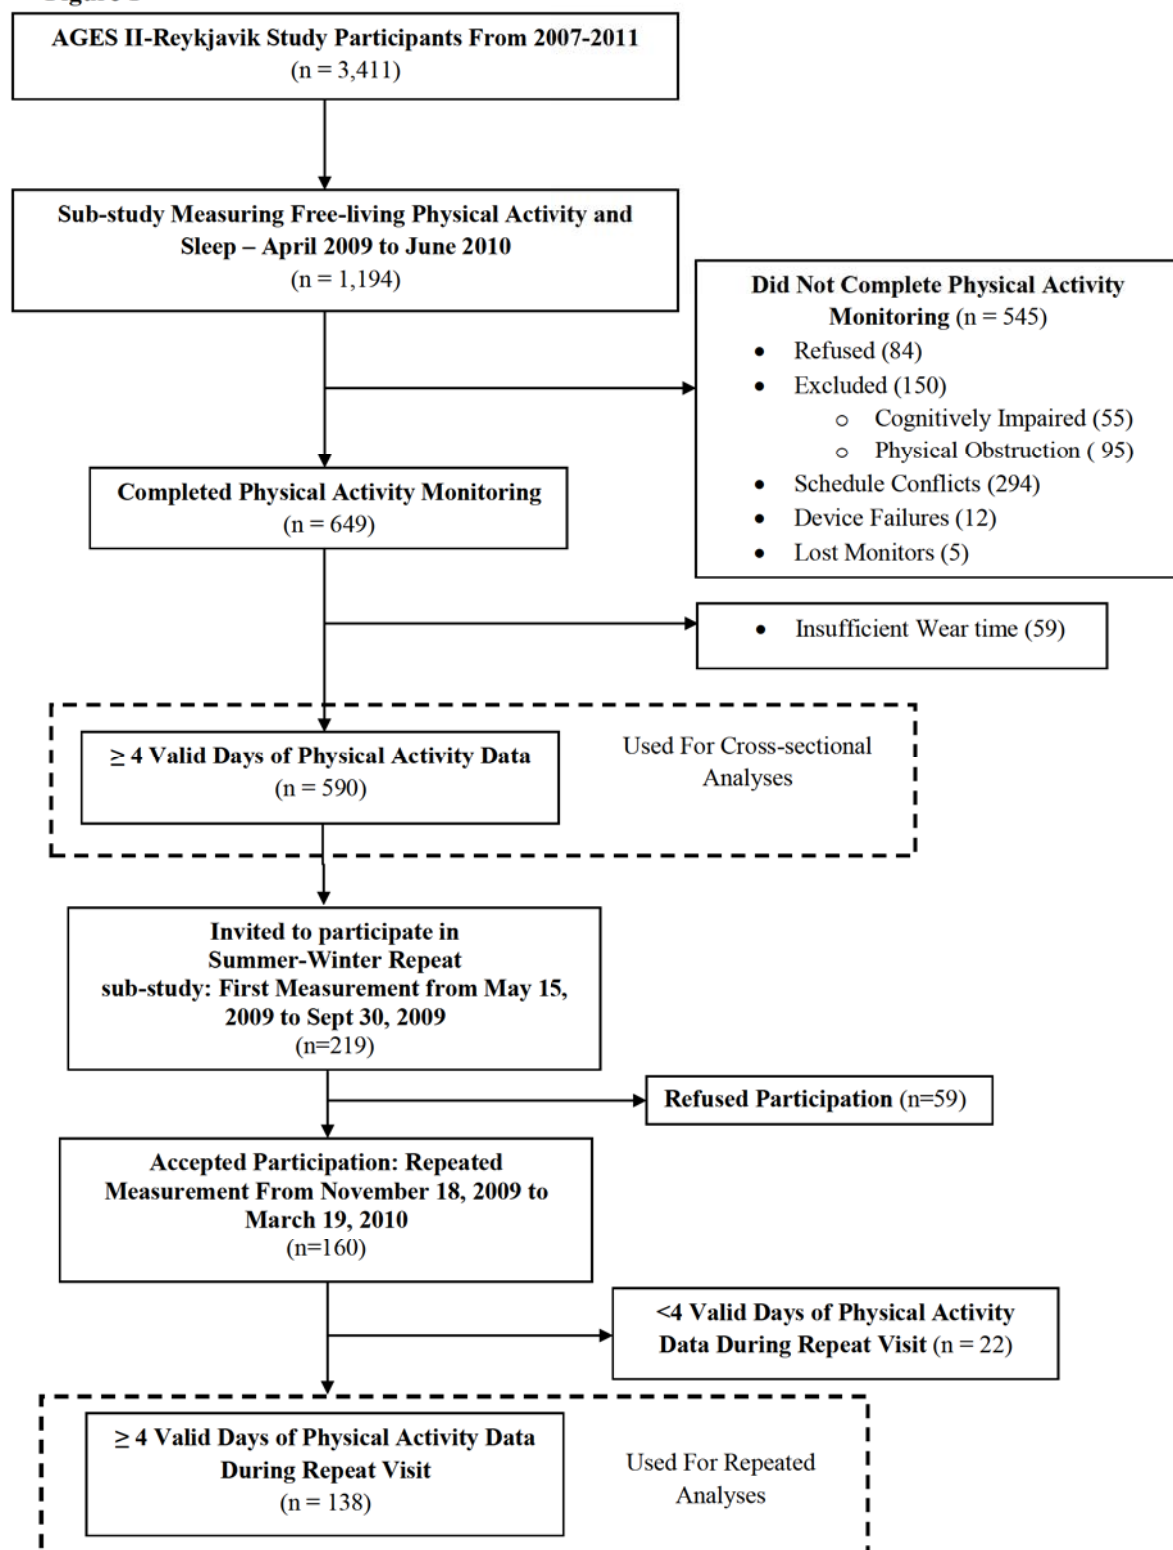 Figure 1
AGES II-Reykjavik Study Participants From 2007-2011
(n = 3,411)
Sub-study Measuring Free-living Physical Activity and
Sleep – April 2009 to June 2010
(n = 1,194)
Did Not Complete Physical Activity
Monitoring (n = 545)
• Refused (84)
• Excluded (150)
o Cognitively Impaired (55)
o Physical Obstruction ( 95)
• Schedule Conflicts (294)
• Device Failures (12)
• Lost Monitors (5)
Completed Physical Activity Monitoring
(n = 649)
• Insufficient Wear time (59)
≥ 4 Valid Days of Physical Activity Data
(n = 590)
Used For Cross-sectional
Analyses
Invited to participate in
Summer-Winter Repeat
sub-study: First Measurement from May 15,
2009 to Sept 30, 2009
(n=219)
Refused Participation (n=59)
Accepted Participation: Repeated
Measurement From November 18, 2009 to
March 19, 2010
(n=160)
<4 Valid Days of Physical Activity
Data During Repeat Visit (n = 22)
≥ 4 Valid Days of Physical Activity Data
During Repeat Visit
(n = 138)
Used For Repeated
Analyses